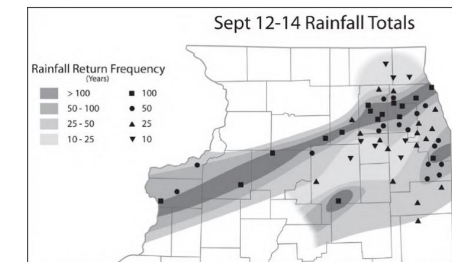 Sept 12-14 Rainfall Totals
Rainfall Return Frequency
(Years)
> 100 100
50 - 100 50
25 - 50 25
10 - 25 10